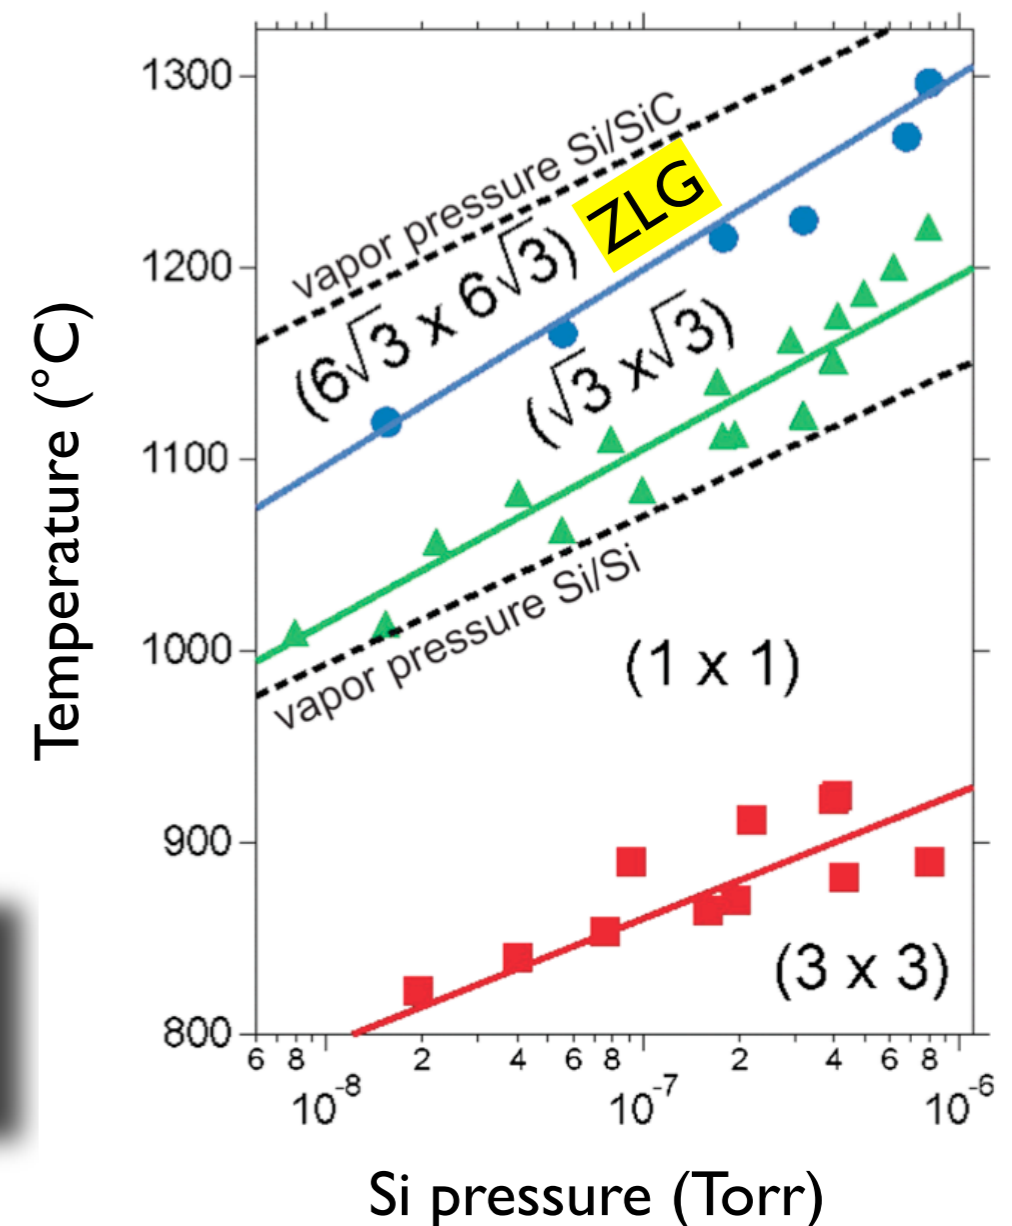 1300
1200
1100
1000
900
800
Temperature (°C)
vapor pressure Si/SiC
ZLG
(6√3 x 6√3)
(√3 x√3)
vapor pressure Si/Si
(1 x 1)
(3 x 3)
6 8 2 4 6 8 2 4 6 8
10⁻⁸ 10⁻⁷ 10⁻⁶
Si pressure (Torr)